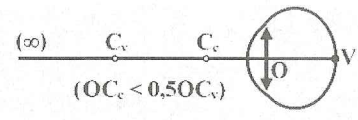 (∞) Cᵥ C꜀ V
O
(OC꜀ < 0,5OCᵥ)